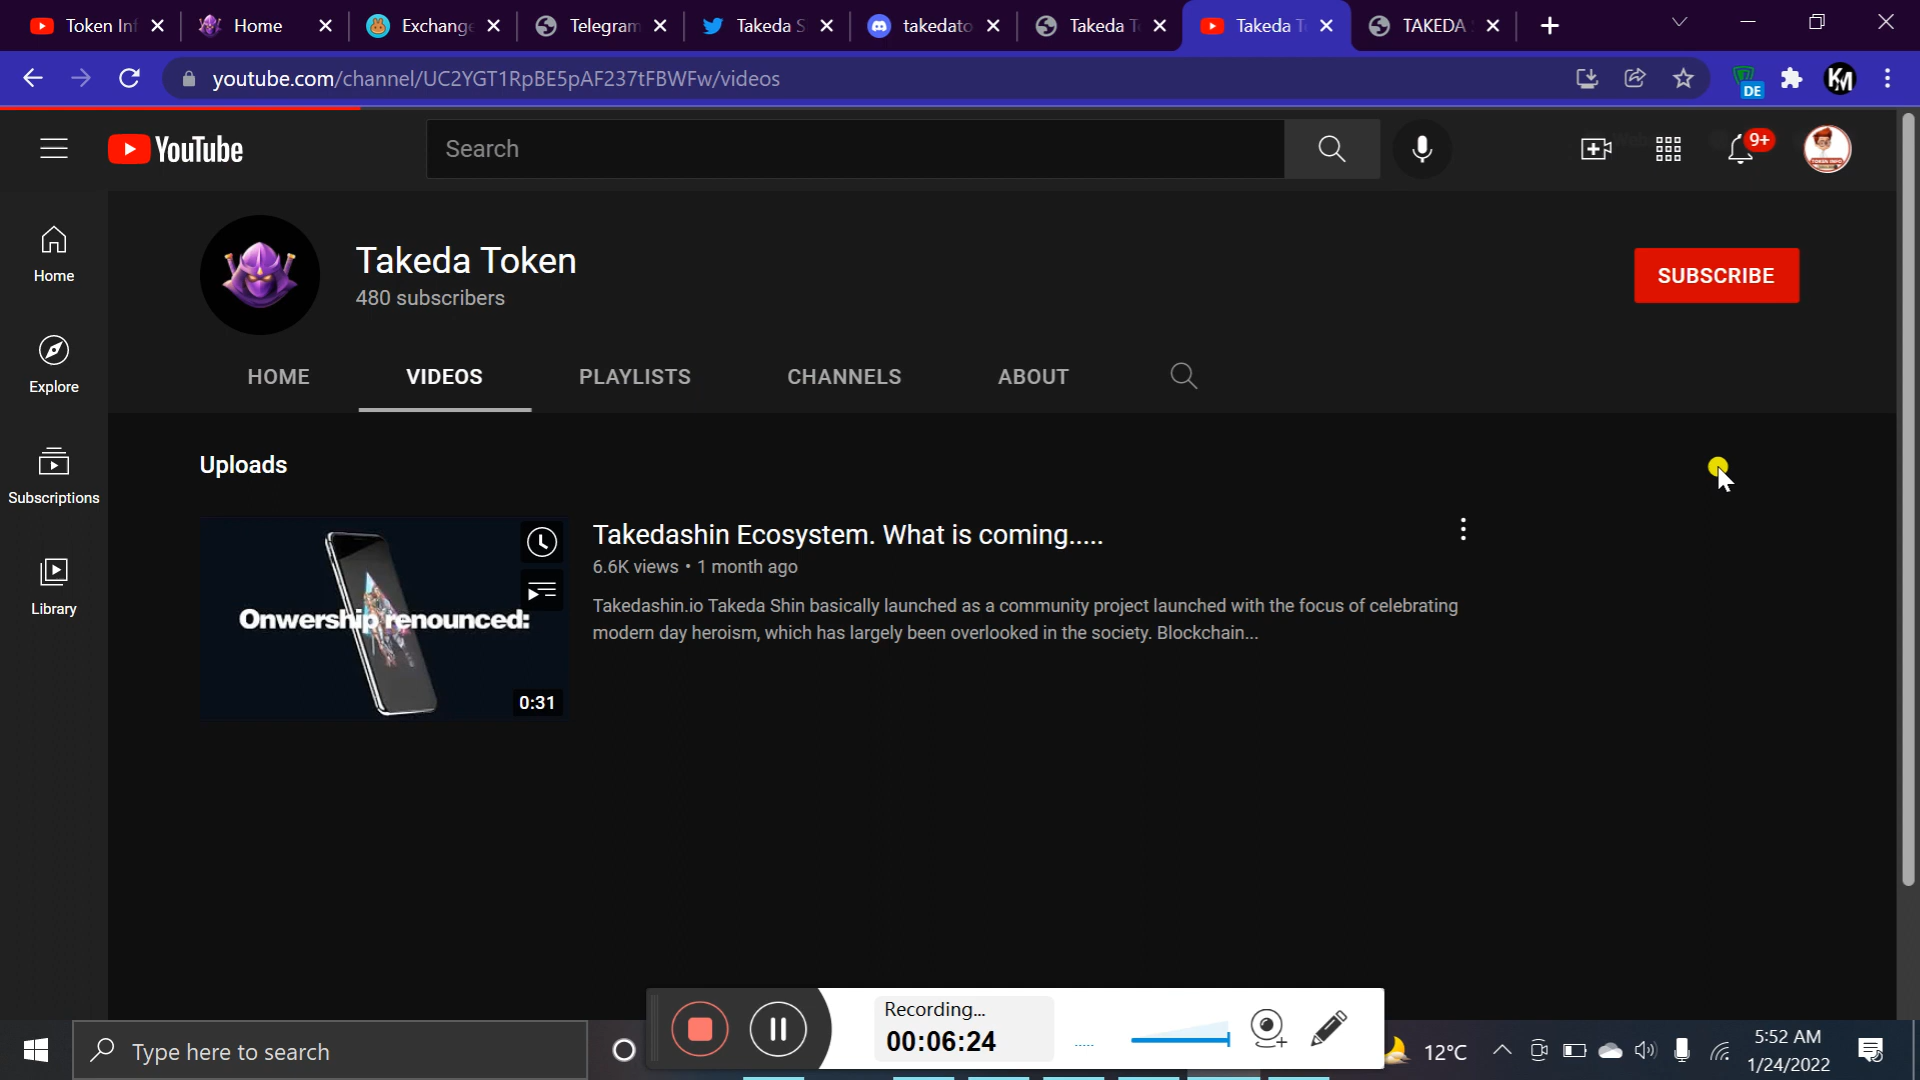 Token Inf
Home
Exchange
Telegram
Takeda S
takedato
Takeda T
Takeda T
TAKEDA
youtube.com/channel/UC2YGT1RpBE5pAF237tFBWFw/videos
DE
KM
YouTube
Search
9+
Home
Explore
Subscriptions
Library
Takeda Token
480 subscribers
SUBSCRIBE
HOME
VIDEOS
PLAYLISTS
CHANNELS
ABOUT
Uploads
Onwership renounced:
0:31
Takedashin Ecosystem. What is coming.....
6.6K views • 1 month ago
Takedashin.io Takeda Shin basically launched as a community project launched with the focus of celebrating
modern day heroism, which has largely been overlooked in the society. Blockchain...
Recording...
00:06:24
Type here to search
12°C
5:52 AM
1/24/2022